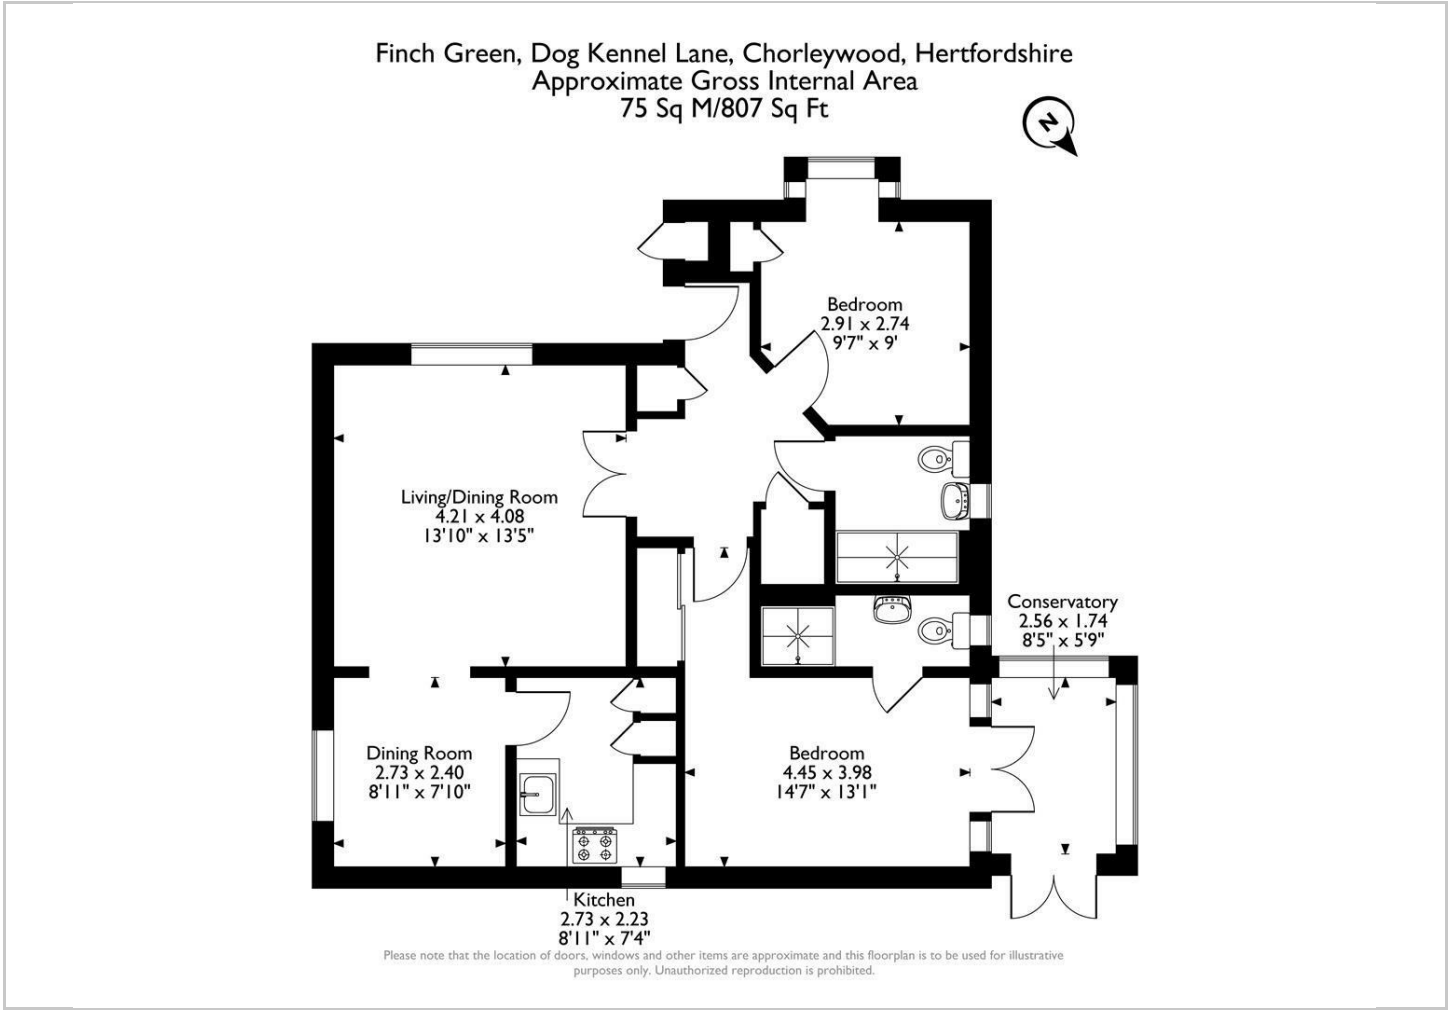 Finch Green, Dog Kennel Lane, Chorleywood, Hertfordshire
Approximate Gross Internal Area
75 Sq M/807 Sq Ft
N
Bedroom
2.91 x 2.74
9'7" x 9'
Living/Dining Room
4.21 x 4.08
13'10" x 13'5"
Conservatory
2.56 x 1.74
8'5" x 5'9"
Dining Room
2.73 x 2.40
8'11" x 7'10"
Bedroom
4.45 x 3.98
14'7" x 13'1"
Kitchen
2.73 x 2.23
8'11" x 7'4"
Please note that the location of doors, windows and other items are approximate and this floorplan is to be used for illustrative
purposes only. Unauthorized reproduction is prohibited.